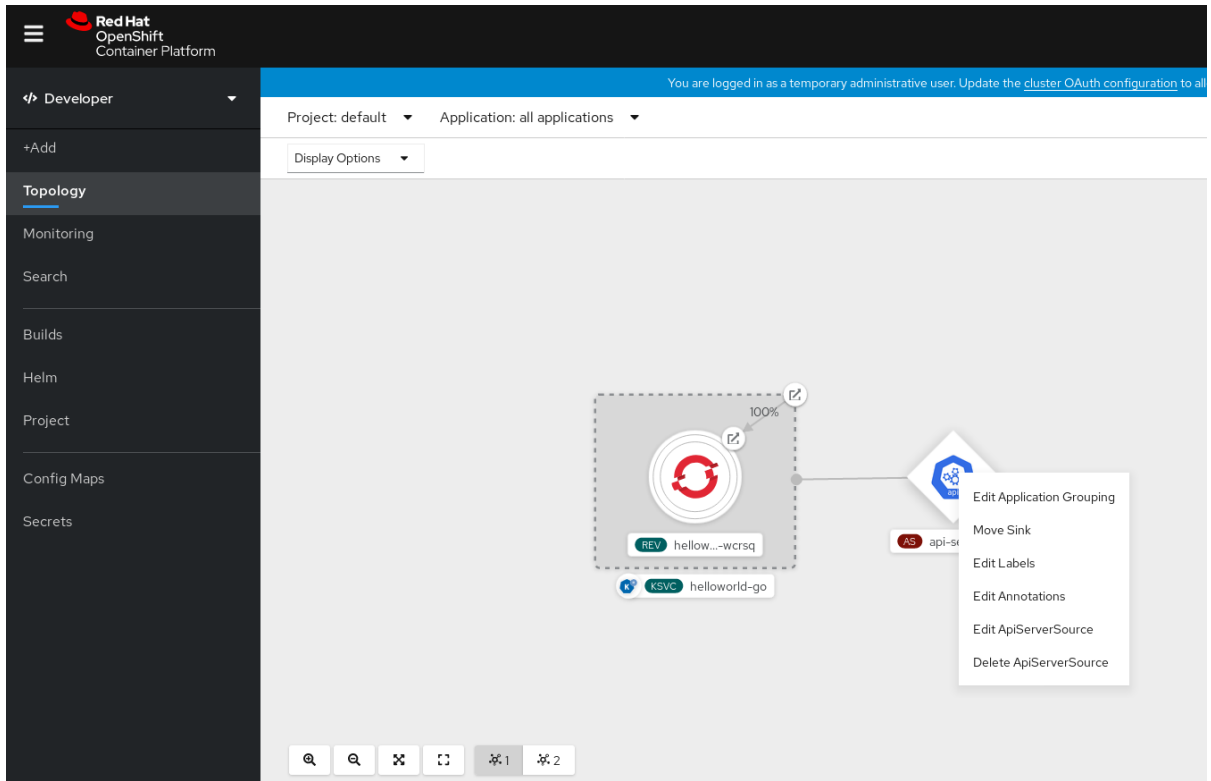 Red Hat
OpenShift
Container Platform
Developer
You are logged in as a temporary administrative user. Update the cluster OAuth configuration to all
Project: default
Application: all applications
+Add
Display Options
Topology
Monitoring
Search
Builds
Helm
Project
Config Maps
Secrets
100%
REV hellow...-wcrsq
KSVC helloworld-go
api
AS api-se
Edit Application Grouping
Move Sink
Edit Labels
Edit Annotations
Edit ApiServerSource
Delete ApiServerSource
1
2